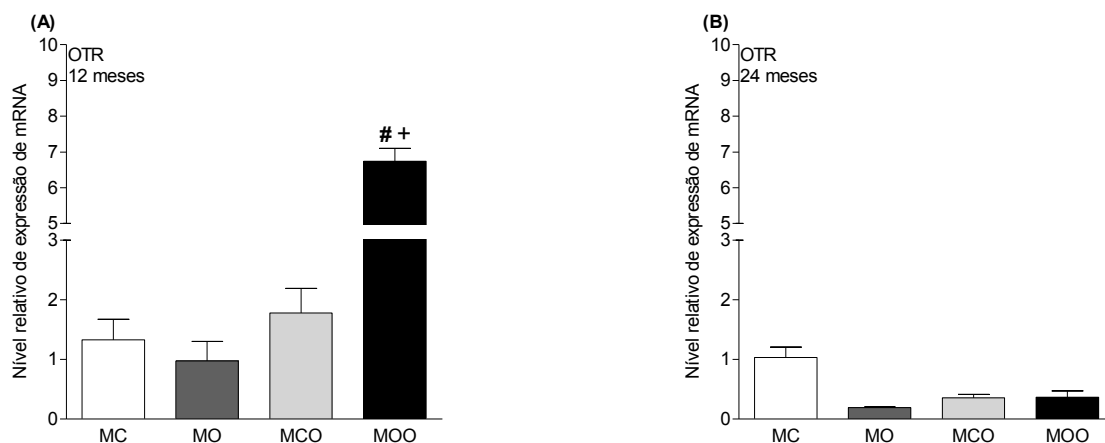 (A)
Nível relativo de expressão de mRNA
OTR
12 meses
10
9
8
7
6
5
3
2
1
0
# +
MC MO MCO MOO
(B)
Nível relativo de expressão de mRNA
OTR
24 meses
10
9
8
7
6
5
3
2
1
0
MC MO MCO MOO